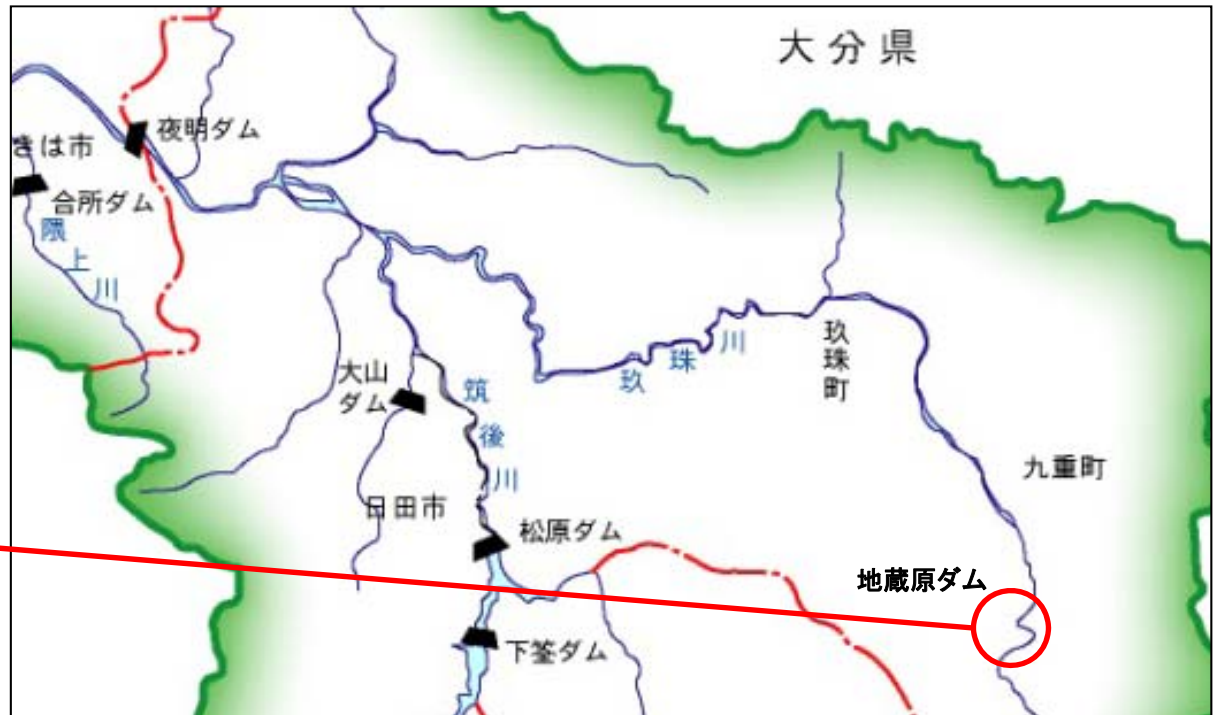 大分県
夜明ダム
きは市
合所ダム
隈上川
玖珠川
玖珠町
大山
ダム
筑後川
九重町
日田市
松原ダム
地蔵原ダム
下筌ダム